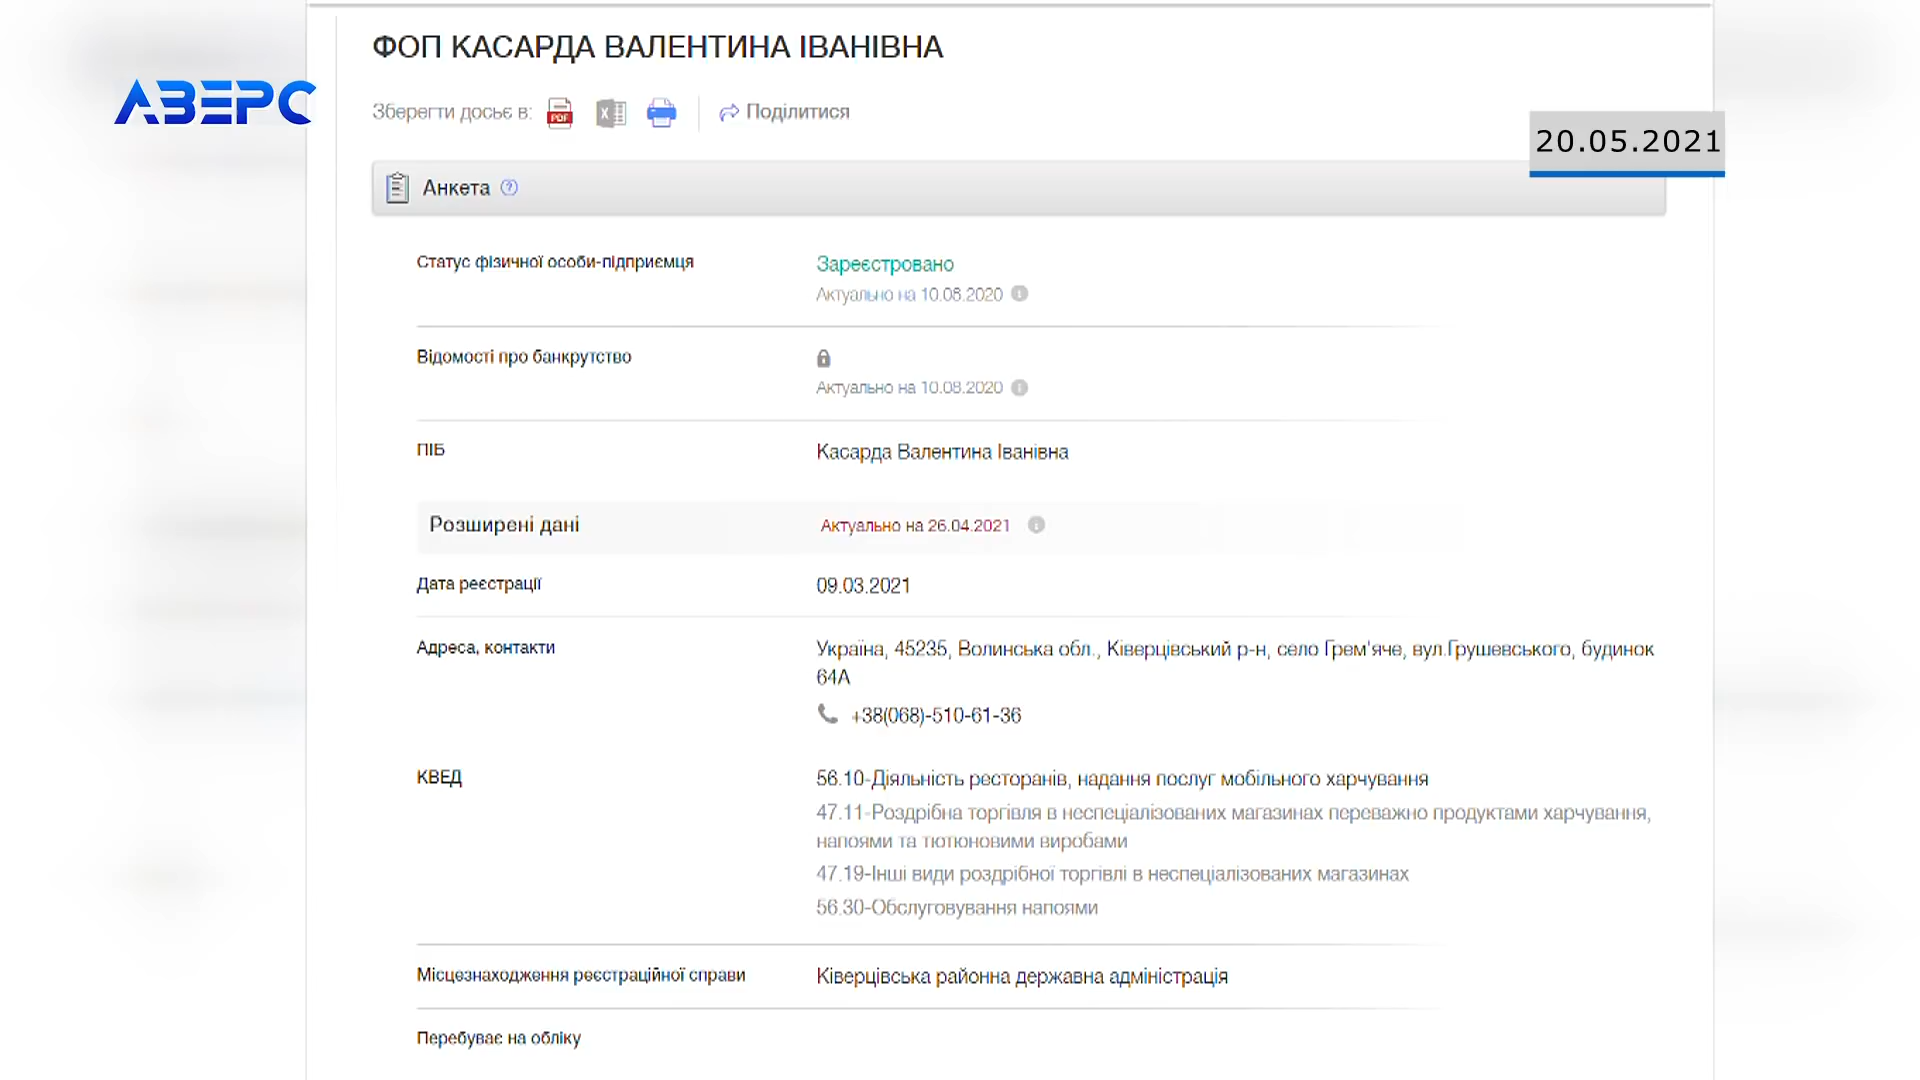 ФОП КАСАРДА ВАЛЕНТИНА ІВАНІВНА
АВЕРС
Зберегти досьє в: PDF X Поділитися
20.05.2021
Анкета ?
Статус фізичної особи-підприємця Зареєстровано
Актуально на 10.08.2020
Відомості про банкрутство
Актуально на 10.08.2020
ПІБ Касарда Валентина Іванівна
Розширені дані Актуально на 26.04.2021
Дата реєстрації 09.03.2021
Адреса, контакти Україна, 45235, Волинська обл., Ківерцівський р-н, село Грем'яче, вул.Грушевського, будинок
64А
+38(068)-510-61-36
КВЕД 56.10-Діяльність ресторанів, надання послуг мобільного харчування
47.11-Роздрібна торгівля в неспеціалізованих магазинах переважно продуктами харчування,
напоями та тютюновими виробами
47.19-Інші види роздрібної торгівлі в неспеціалізованих магазинах
56.30-Обслуговування напоями
Місцезнаходження реєстраційної справи Ківерцівська районна державна адміністрація
Перебуває на обліку